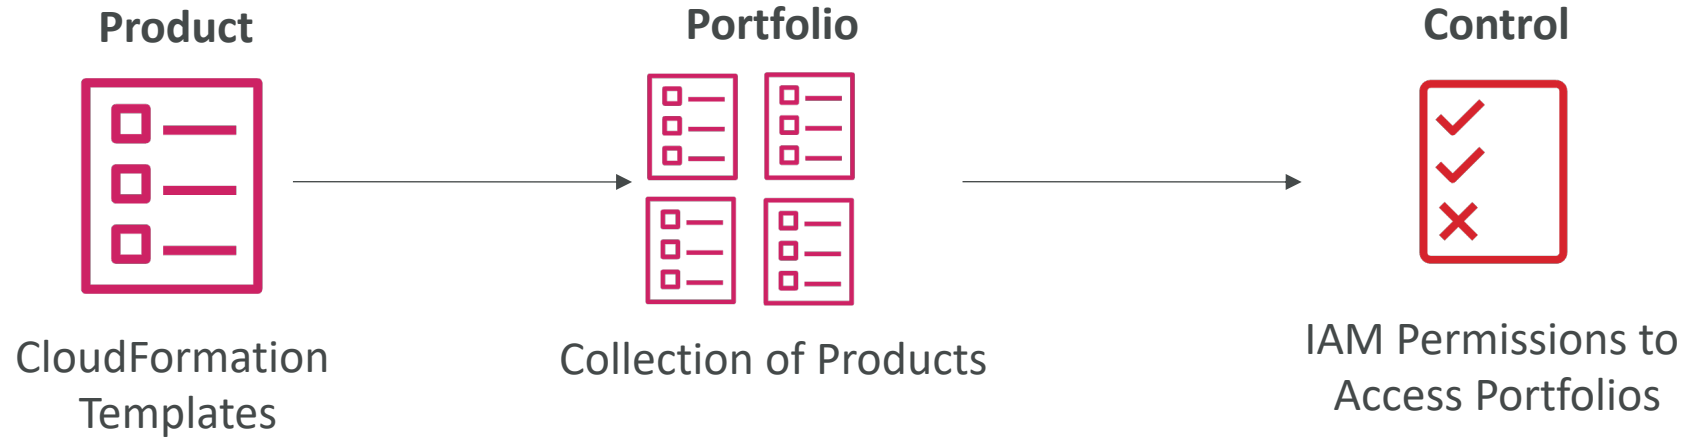 Product
CloudFormation
Templates
Portfolio
Collection of Products
Control
IAM Permissions to
Access Portfolios